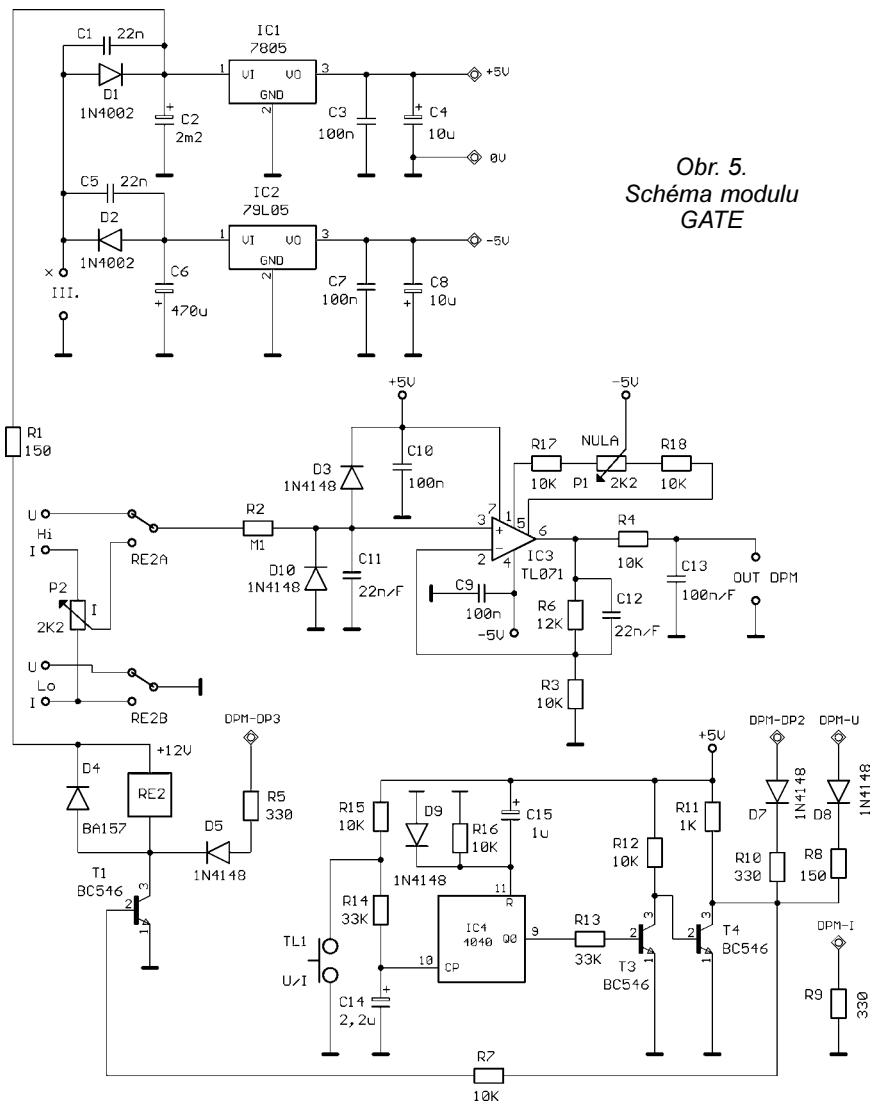 C1 22n
IC1
7805
1 VI VO 3
GND
2
+5V
D1
1N4002
C2
2m2
C3
100n
C4
10u
0V
Obr. 5.
Schéma modulu
GATE
C5 22n
IC2
79L05
D2
1N4002
1 VI VO 3
GND
2
-5V
C6
470u
C7
100n
C8
10u
×
III.
+5V
-5V
R1
150
C10
100n
R17
10K
NULA
P1 2K2
R18
10K
D3
1N4148
U
Hi
I
RE2A
R2
M1
7
3
+
1
5
6
2
-
4
IC3
TL071
R4
10K
D10
1N4148
C11
22n/F
C9
100n
-5V
C13
100n/F
OUT DPM
P2
I
2K2
R6
12K
C12
22n/F
U
Lo
I
RE2B
R3
10K
DPM-DP3
+12V
D4
RE2
BA157
R5
330
D5
1N4148
+5V
DPM-DP2
DPM-U
1N4148
1N4148
D7
D8
R15
10K
D9
1N4148
R16
10K
C15
1u
R12
10K
R11
1K
R10
330
R8
150
T1
BC546
2
3
1
R14
33K
11
R
IC4
4040
Q0
9
10
CP
R13
33K
2
3
1
T3
BC546
2
3
1
T4
BC546
TL1
U/I
C14
2,2u
DPM-I
R9
330
R7
10K